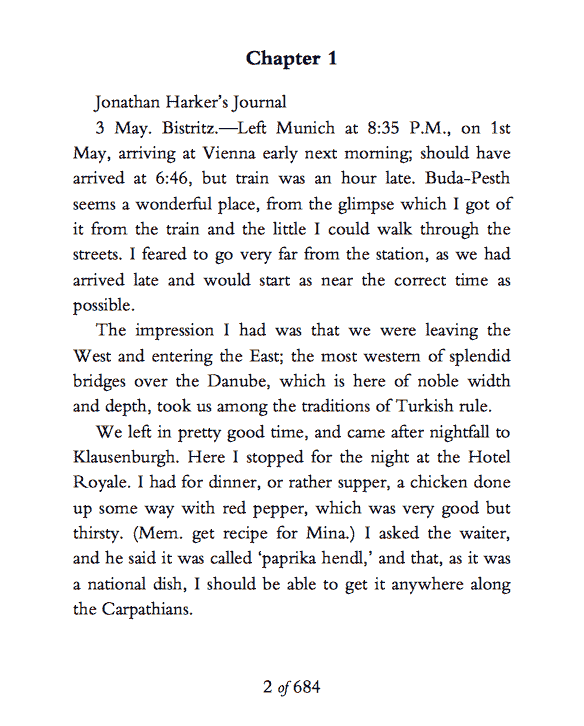 Chapter 1
Jonathan Harker’s Journal
3 May. Bistritz.—Left Munich at 8:35 P.M., on 1st
May, arriving at Vienna early next morning; should have
arrived at 6:46, but train was an hour late. Buda-Pesth
seems a wonderful place, from the glimpse which I got of
it from the train and the little I could walk through the
streets. I feared to go very far from the station, as we had
arrived late and would start as near the correct time as
possible.
The impression I had was that we were leaving the
West and entering the East; the most western of splendid
bridges over the Danube, which is here of noble width
and depth, took us among the traditions of Turkish rule.
We left in pretty good time, and came after nightfall to
Klausenburgh. Here I stopped for the night at the Hotel
Royale. I had for dinner, or rather supper, a chicken done
up some way with red pepper, which was very good but
thirsty. (Mem. get recipe for Mina.) I asked the waiter,
and he said it was called ‘paprika hendl,’ and that, as it was
a national dish, I should be able to get it anywhere along
the Carpathians.
2 of 684